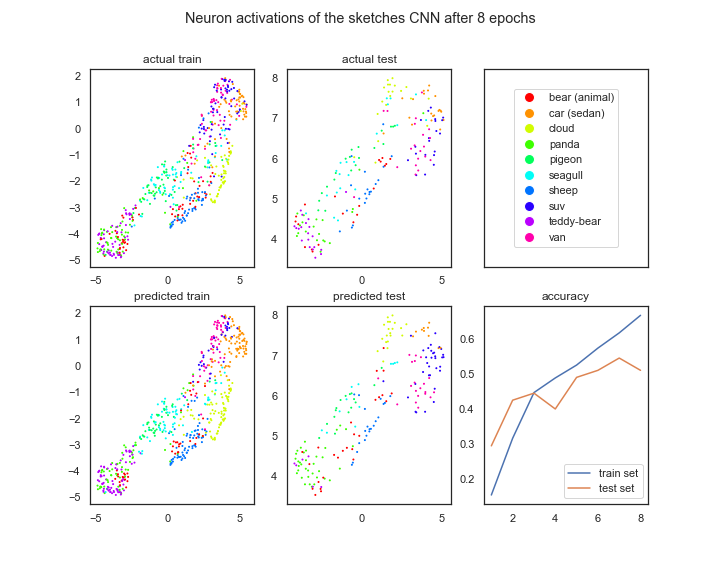 Neuron activations of the sketches CNN after 8 epochs
actual train
actual test
2
1
0
−1
−2
−3
−4
−5
−5
0
5
8
7
6
5
4
0
5
bear (animal)
car (sedan)
cloud
panda
pigeon
seagull
sheep
suv
teddy-bear
van
predicted train
predicted test
accuracy
2
1
0
−1
−2
−3
−4
−5
−5
0
5
8
7
6
5
4
0
5
0.6
0.5
0.4
0.3
0.2
train set
test set
2
4
6
8